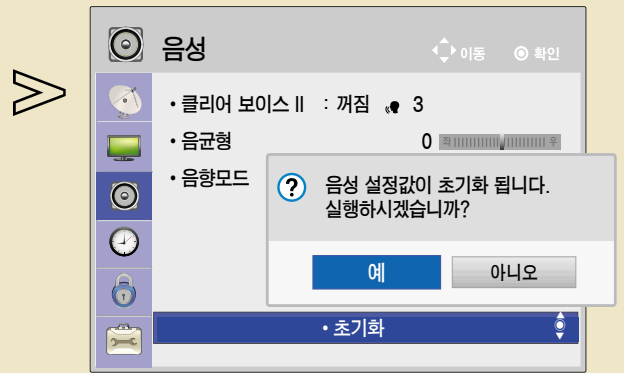 음성 이동 확인
• 클리어 보이스 II : 꺼짐 3
• 음균형 0 좌 우
• 음향모드
음성 설정값이 초기화 됩니다.
실행하시겠습니까?
예 아니오
• 초기화